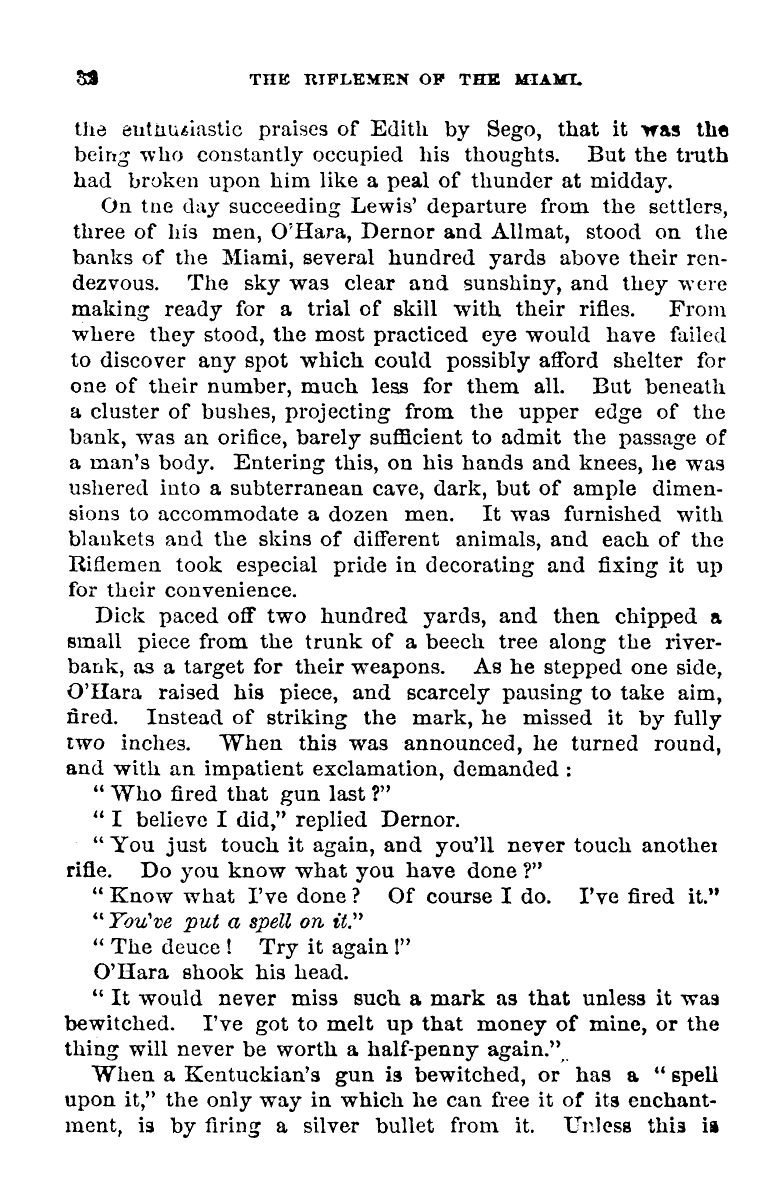 32 THE RIFLEMEN OF THE MIAMI.
the enthusiastic praises of Edith by Sego, that it was the
being who constantly occupied his thoughts. But the truth
had broken upon him like a peal of thunder at midday.
On the day succeeding Lewis' departure from the settlers,
three of his men, O'Hara, Dernor and Allmat, stood on the
banks of the Miami, several hundred yards above their ren-
dezvous. The sky was clear and sunshiny, and they were
making ready for a trial of skill with their rifles. From
where they stood, the most practiced eye would have failed
to discover any spot which could possibly afford shelter for
one of their number, much less for them all. But beneath
a cluster of bushes, projecting from the upper edge of the
bank, was an orifice, barely sufficient to admit the passage of
a man's body. Entering this, on his hands and knees, he was
ushered into a subterranean cave, dark, but of ample dimen-
sions to accommodate a dozen men. It was furnished with
blankets and the skins of different animals, and each of the
Riflemen took especial pride in decorating and fixing it up
for their convenience.
Dick paced off two hundred yards, and then chipped a
small piece from the trunk of a beech tree along the river-
bank, as a target for their weapons. As he stepped one side,
O'Hara raised his piece, and scarcely pausing to take aim,
fired. Instead of striking the mark, he missed it by fully
two inches. When this was announced, he turned round,
and with an impatient exclamation, demanded :
" Who fired that gun last ?"
" I believe I did," replied Dernor.
" You just touch it again, and you'll never touch another
rifle. Do you know what you have done ?"
" Know what I've done ? Of course I do. I've fired it."
" You've put a spell on it."
" The deuce ! Try it again !"
O'Hara shook his head.
" It would never miss such a mark as that unless it was
bewitched. I've got to melt up that money of mine, or the
thing will never be worth a half-penny again."
When a Kentuckian's gun is bewitched, or has a " spell
upon it," the only way in which he can free it of its enchant-
ment, is by firing a silver bullet from it. Unless this is